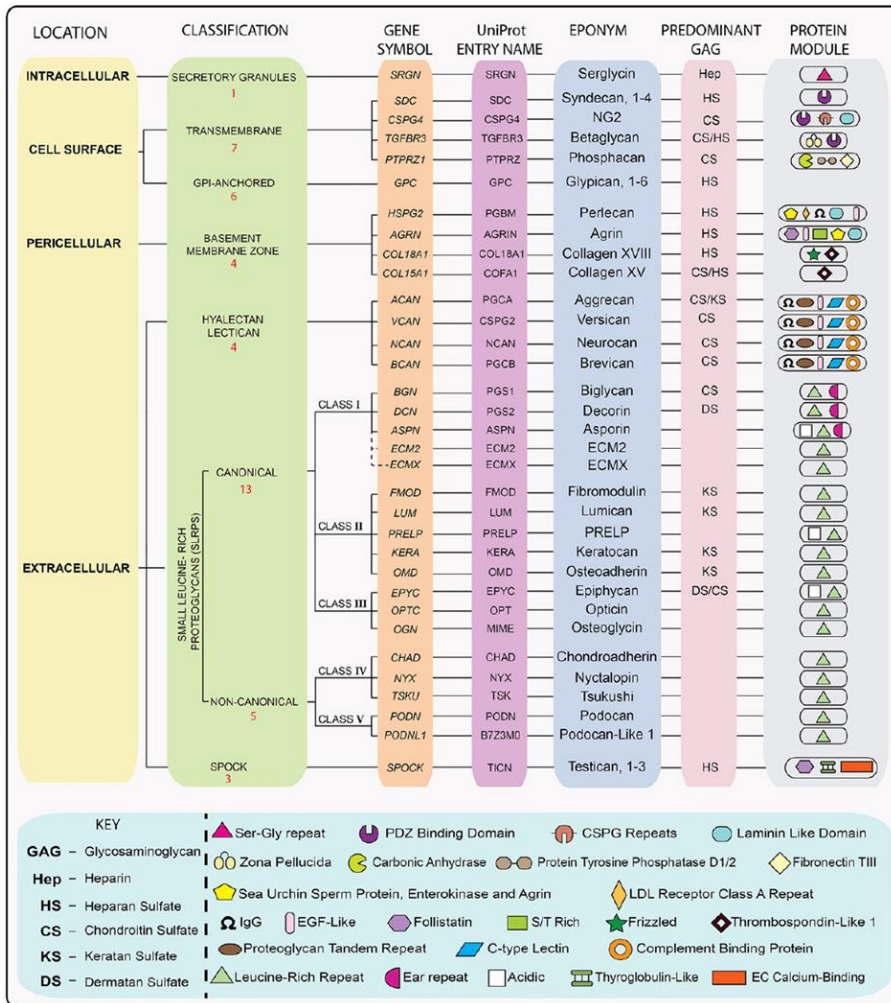 LOCATION CLASSIFICATION GENE SYMBOL UniProt ENTRY NAME EPONYM PREDOMINANT GAG PROTEIN MODULE
INTRACELLULAR SECRETORY GRANULES SRGN SRGN Serglycin Hep
1
SDC SDC Syndecan, 1-4 HS
CSPG4 CSPG4 NG2 CS
TRANSMEMBRANE
TGFBR3 TGFBR3 Betaglycan CS/HS
7
CELL SURFACE
PTPRZ1 PTPRZ Phosphacan CS
GPI-ANCHORED GPC GPC Glypican, 1-6 HS
6
HSPG2 PGBM Perlecan HS
Ω
AGRN AGRIN Agrin HS
PERICELLULAR BASEMENT MEMBRANE ZONE
4
COL18A1 COL18A1 Collagen XVIII HS
COL15A1 COFA1 Collagen XV CS/HS
ACAN PGCA Aggrecan CS/KS Ω
HYALECTAN LECTICAN
4
VCAN CSPG2 Versican CS Ω
NCAN NCAN Neurocan CS Ω
BCAN PGCB Brevican CS Ω
BGN PGS1 Biglycan CS
CLASS I
DCN PGS2 Decorin DS
ASPN ASPN Asporin
ECM2 ECM2 ECM2
ECMX ECMX ECMX
CANONICAL
13
FMOD FMOD Fibromodulin KS
LUM LUM Lumican KS
CLASS II
PRELP PRELP PRELP
KERA KERA Keratocan KS
OMD OMD Osteoadherin KS
EXTRACELLULAR
SMALL LEUCINE- RICH
PROTEOGLYCANS (SLRPS)
EPYC EPYC Epiphycan DS/CS
CLASS III
OPTC OPT Opticin
OGN MIME Osteoglycin
CHAD CHAD Chondroadherin
CLASS IV
NYX NYX Nyctalopin
TSKU TSK Tsukushi
NON-CANONICAL
5
CLASS V
PODN PODN Podocan
PODNL1 B7Z3M0 Podocan-Like 1
SPOCK SPOCK TICN Testican, 1-3 HS
3
KEY
GAG – Glycosaminoglycan
Hep – Heparin
HS – Heparan Sulfate
CS – Chondroitin Sulfate
KS – Keratan Sulfate
DS – Dermatan Sulfate
Ser-Gly repeat PDZ Binding Domain CSPG Repeats Laminin Like Domain
Zona Pellucida Carbonic Anhydrase Protein Tyrosine Phosphatase D1/2 Fibronectin TIII
Sea Urchin Sperm Protein, Enterokinase and Agrin LDL Receptor Class A Repeat
Ω IgG EGF-Like Follistatin S/T Rich Frizzled Thrombospondin-Like 1
Proteoglycan Tandem Repeat C-type Lectin Complement Binding Protein
Leucine-Rich Repeat Ear repeat Acidic Thyroglobulin-Like EC Calcium-Binding